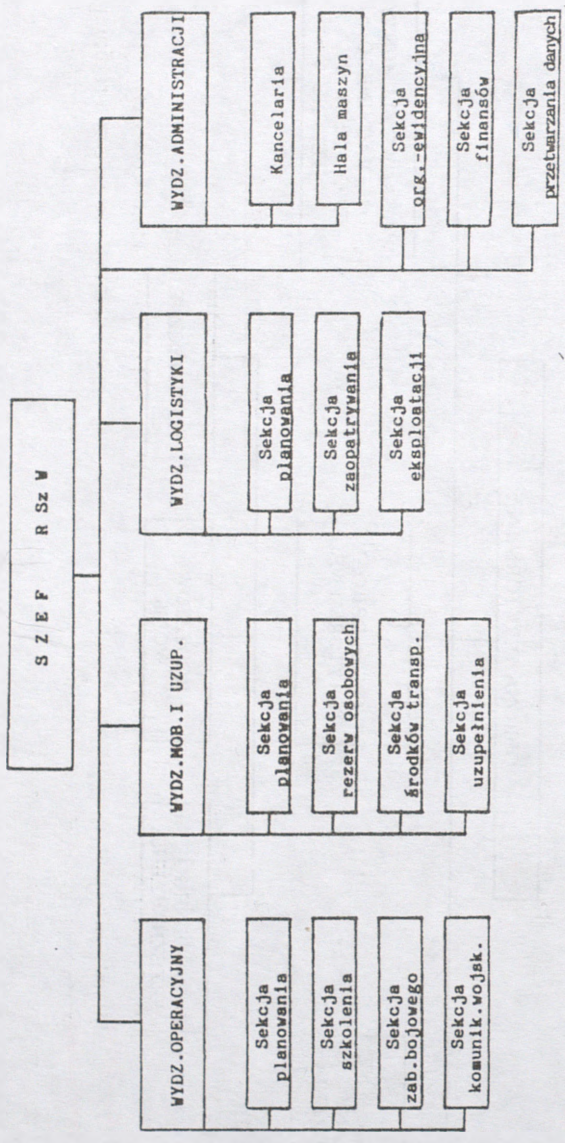 S Z E F R Sz W
WYDZ.OPERACYJNY
Sekcja
planowania
Sekcja
szkolenia
Sekcja
zab.bojowego
Sekcja
komunik.wojsk.
WYDZ.MOB.I UZUP.
Sekcja
planowania
Sekcja
rezerw osobowych
Sekcja
środków transp.
Sekcja
uzupełnienia
WYDZ.LOGISTYKI
Sekcja
planowania
Sekcja
zaopatrywania
Sekcja
eksploatacji
WYDZ.ADMINISTRACJI
Kancelaria
Hala maszyn
Sekcja
org.-ewidencyjna
Sekcja
finansów
Sekcja
przetwarzania danych